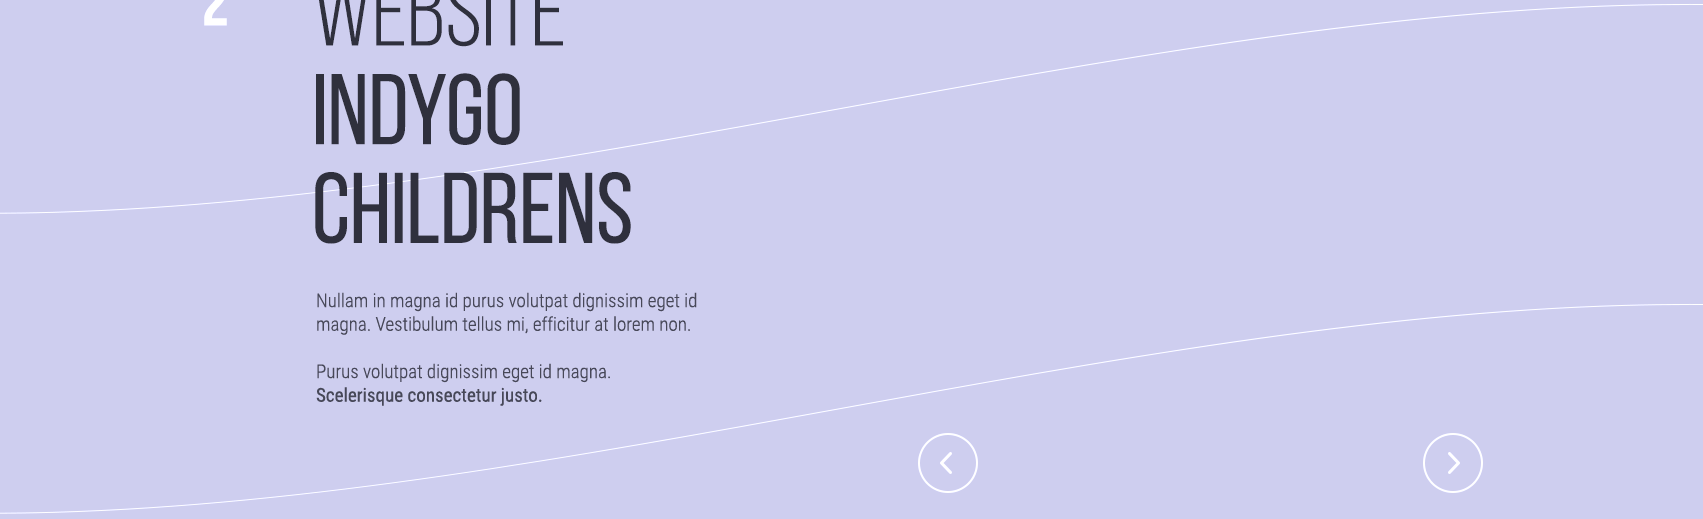 2
WEBSITE
INDYGO
CHILDRENS
Nullam in magna id purus volutpat dignissim eget id
magna. Vestibulum tellus mi, efficitur at lorem non.
Purus volutpat dignissim eget id magna.
Scelerisque consectetur justo.